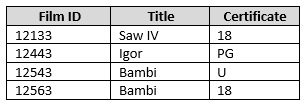 Film ID Title Certificate
12133 Saw IV 18
12443 Igor PG
12543 Bambi U
12563 Bambi 18